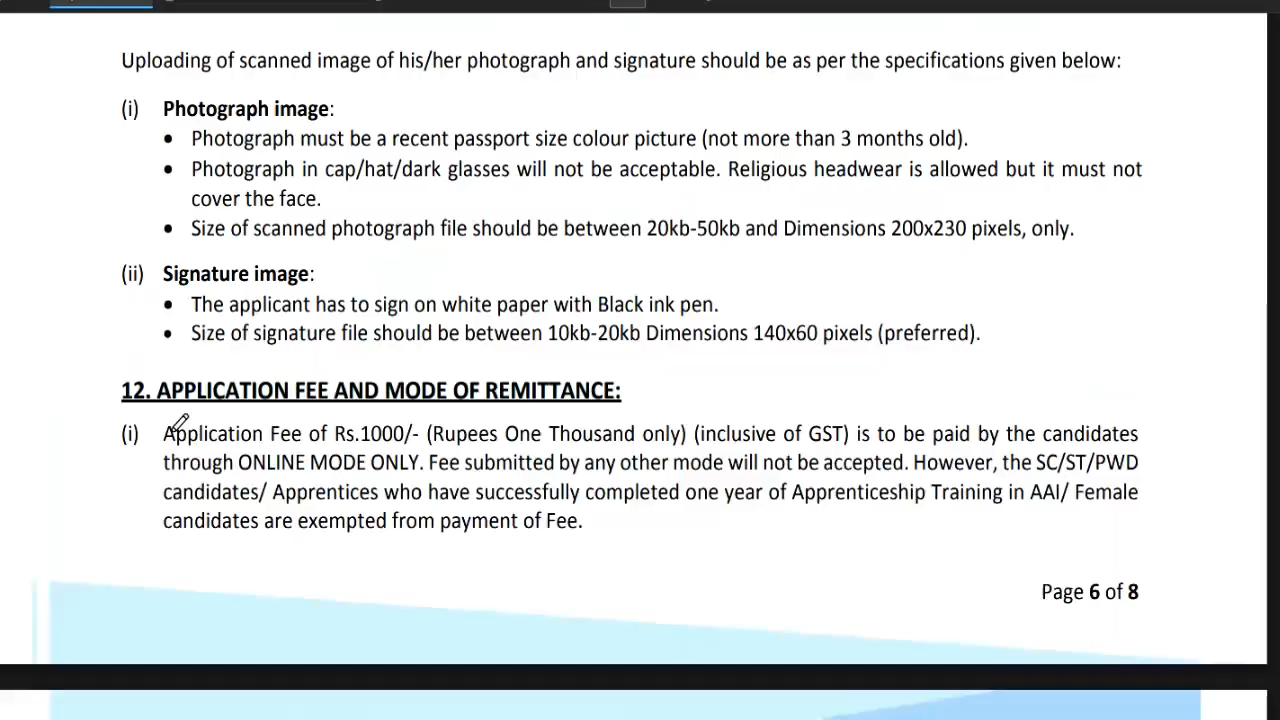 Uploading of scanned image of his/her photograph and signature should be as per the specifications given below:
(i) Photograph image:
• Photograph must be a recent passport size colour picture (not more than 3 months old).
• Photograph in cap/hat/dark glasses will not be acceptable. Religious headwear is allowed but it must not
cover the face.
• Size of scanned photograph file should be between 20kb-50kb and Dimensions 200x230 pixels, only.
(ii) Signature image:
• The applicant has to sign on white paper with Black ink pen.
• Size of signature file should be between 10kb-20kb Dimensions 140x60 pixels (preferred).
12. APPLICATION FEE AND MODE OF REMITTANCE:
(i) Application Fee of Rs.1000/- (Rupees One Thousand only) (inclusive of GST) is to be paid by the candidates
through ONLINE MODE ONLY. Fee submitted by any other mode will not be accepted. However, the SC/ST/PWD
candidates/ Apprentices who have successfully completed one year of Apprenticeship Training in AAI/ Female
candidates are exempted from payment of Fee.
Page 6 of 8